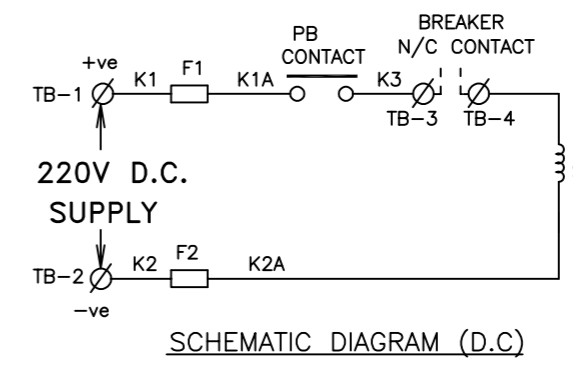 BREAKER
N/C CONTACT
PB
CONTACT
+ve
K1
F1
K1A
K3
TB-1
TB-3
TB-4
220V D.C.
SUPPLY
TB-2
K2
F2
K2A
-ve
SCHEMATIC DIAGRAM (D.C)